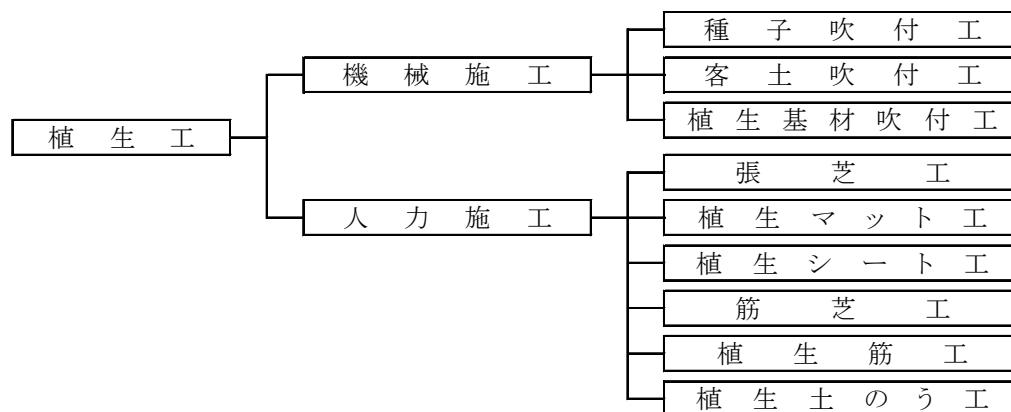 植生工
機械施工
種子吹付工
客土吹付工
植生基材吹付工
人力施工
張芝工
植生マット工
植生シート工
筋芝工
植生筋工
植生土のう工